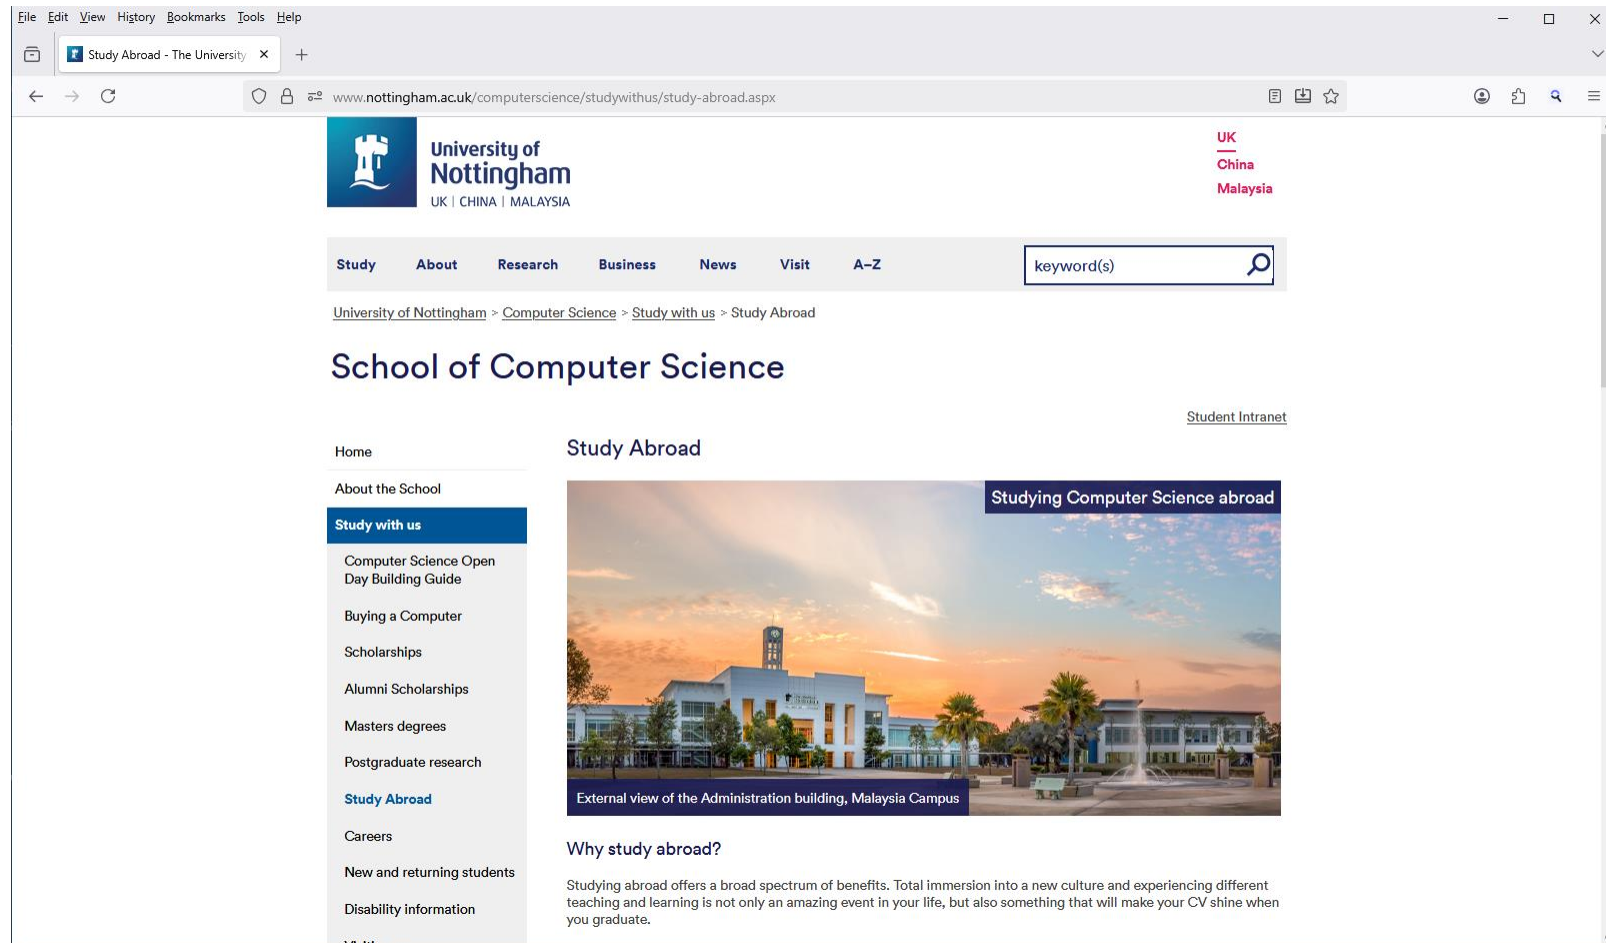 File Edit View History Bookmarks Tools Help
Study Abroad - The University
www.nottingham.ac.uk/computerscience/studywithus/study-abroad.aspx
University of
Nottingham
UK | CHINA | MALAYSIA
UK
China
Malaysia
Study About Research Business News Visit A–Z keyword(s)
University of Nottingham > Computer Science > Study with us > Study Abroad
School of Computer Science
Student Intranet
Home
About the School
Study with us
Computer Science Open
Day Building Guide
Buying a Computer
Scholarships
Alumni Scholarships
Masters degrees
Postgraduate research
Study Abroad
Careers
New and returning students
Disability information
Study Abroad
Studying Computer Science abroad
External view of the Administration building, Malaysia Campus
Why study abroad?
Studying abroad offers a broad spectrum of benefits. Total immersion into a new culture and experiencing different
teaching and learning is not only an amazing event in your life, but also something that will make your CV shine when
you graduate.